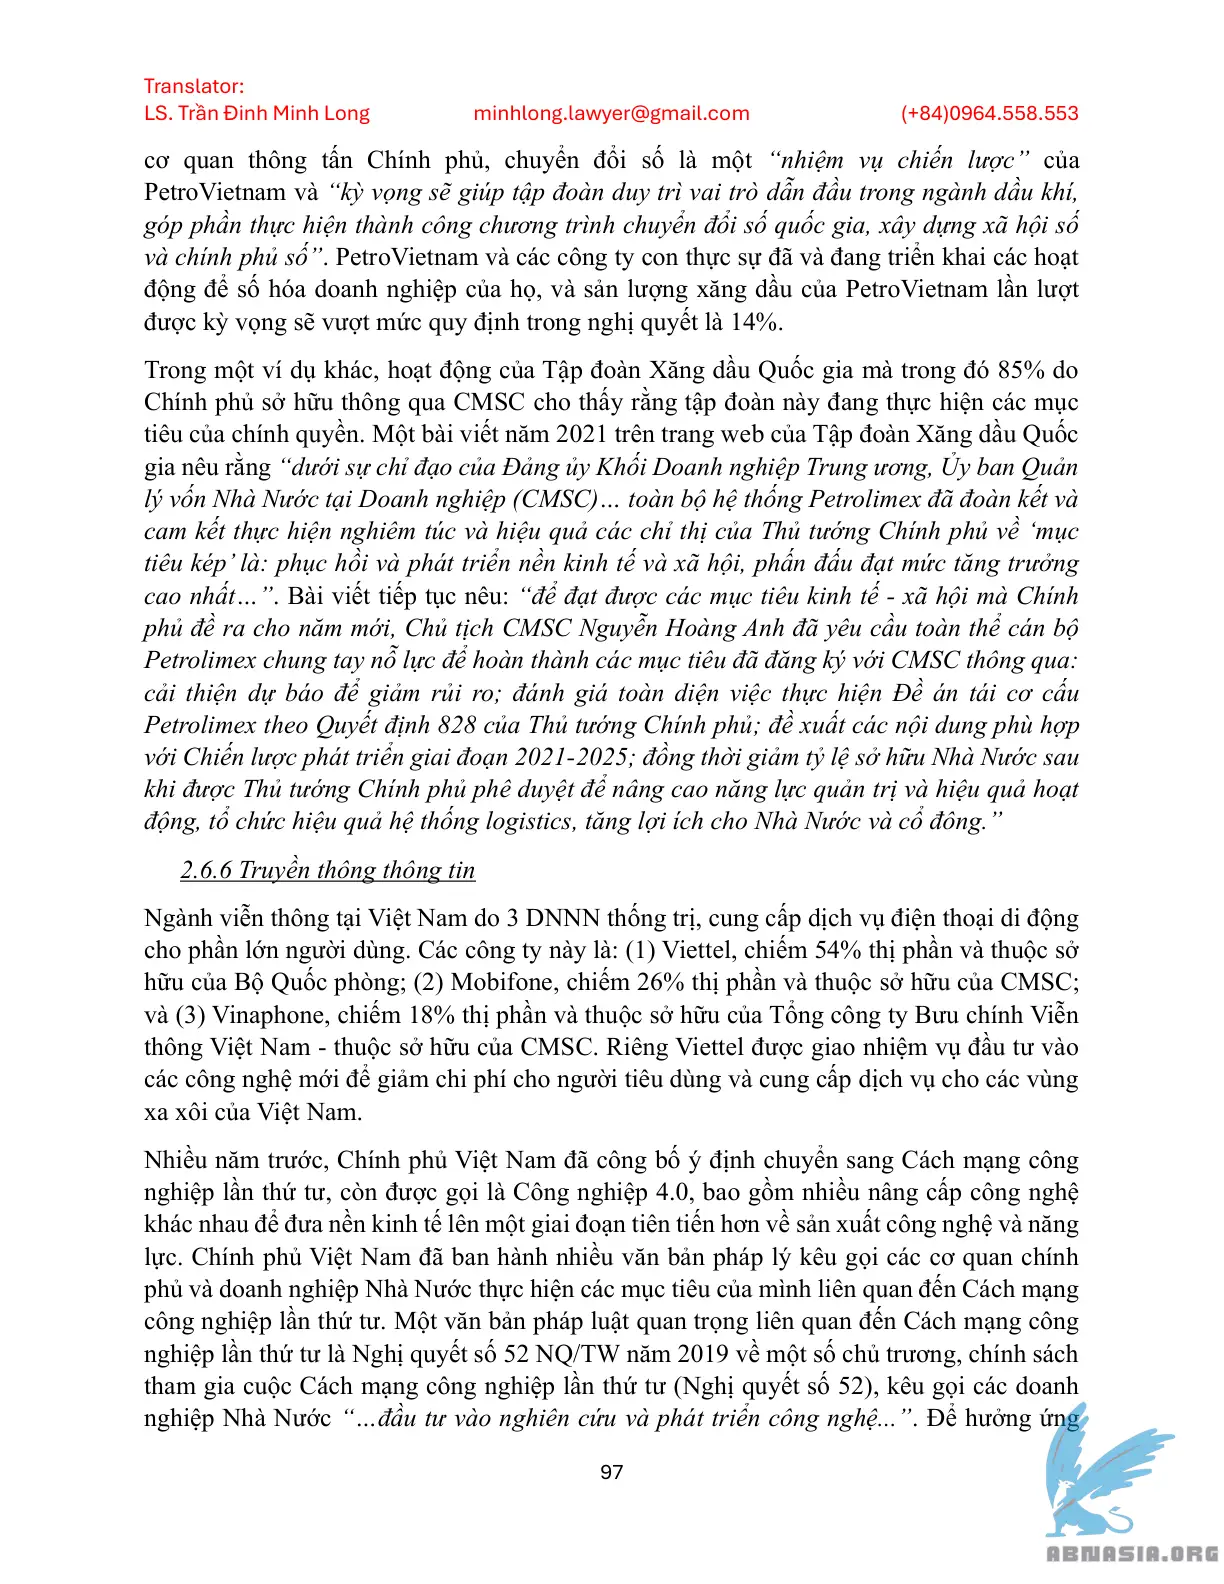 Translator:
LS. Trần Đinh Minh Long minhlong.lawyer@gmail.com (+84)0964.558.553
cơ quan thông tấn Chính phủ, chuyển đổi số là một “nhiệm vụ chiến lược” của
PetroVietnam và “kỳ vọng sẽ giúp tập đoàn duy trì vai trò dẫn đầu trong ngành dầu khí,
góp phần thực hiện thành công chương trình chuyển đổi số quốc gia, xây dựng xã hội số
và chính phủ số”. PetroVietnam và các công ty con thực sự đã và đang triển khai các hoạt
động để số hóa doanh nghiệp của họ, và sản lượng xăng dầu của PetroVietnam lần lượt
được kỳ vọng sẽ vượt mức quy định trong nghị quyết là 14%.
Trong một ví dụ khác, hoạt động của Tập đoàn Xăng dầu Quốc gia mà trong đó 85% do
Chính phủ sở hữu thông qua CMSC cho thấy rằng tập đoàn này đang thực hiện các mục
tiêu của chính quyền. Một bài viết năm 2021 trên trang web của Tập đoàn Xăng dầu Quốc
gia nêu rằng “dưới sự chỉ đạo của Đảng ủy Khối Doanh nghiệp Trung ương, Ủy ban Quản
lý vốn Nhà Nước tại Doanh nghiệp (CMSC)… toàn bộ hệ thống Petrolimex đã đoàn kết và
cam kết thực hiện nghiêm túc và hiệu quả các chỉ thị của Thủ tướng Chính phủ về ‘mục
tiêu kép’ là: phục hồi và phát triển nền kinh tế và xã hội, phấn đấu đạt mức tăng trưởng
cao nhất…”. Bài viết tiếp tục nêu: “để đạt được các mục tiêu kinh tế - xã hội mà Chính
phủ đề ra cho năm mới, Chủ tịch CMSC Nguyễn Hoàng Anh đã yêu cầu toàn thể cán bộ
Petrolimex chung tay nỗ lực để hoàn thành các mục tiêu đã đăng ký với CMSC thông qua:
cải thiện dự báo để giảm rủi ro; đánh giá toàn diện việc thực hiện Đề án tái cơ cấu
Petrolimex theo Quyết định 828 của Thủ tướng Chính phủ; đề xuất các nội dung phù hợp
với Chiến lược phát triển giai đoạn 2021-2025; đồng thời giảm tỷ lệ sở hữu Nhà Nước sau
khi được Thủ tướng Chính phủ phê duyệt để nâng cao năng lực quản trị và hiệu quả hoạt
động, tổ chức hiệu quả hệ thống logistics, tăng lợi ích cho Nhà Nước và cổ đông.”
2.6.6 Truyền thông thông tin
Ngành viễn thông tại Việt Nam do 3 DNNN thống trị, cung cấp dịch vụ điện thoại di động
cho phần lớn người dùng. Các công ty này là: (1) Viettel, chiếm 54% thị phần và thuộc sở
hữu của Bộ Quốc phòng; (2) Mobifone, chiếm 26% thị phần và thuộc sở hữu của CMSC;
và (3) Vinaphone, chiếm 18% thị phần và thuộc sở hữu của Tổng công ty Bưu chính Viễn
thông Việt Nam - thuộc sở hữu của CMSC. Riêng Viettel được giao nhiệm vụ đầu tư vào
các công nghệ mới để giảm chi phí cho người tiêu dùng và cung cấp dịch vụ cho các vùng
xa xôi của Việt Nam.
Nhiều năm trước, Chính phủ Việt Nam đã công bố ý định chuyển sang Cách mạng công
nghiệp lần thứ tư, còn được gọi là Công nghiệp 4.0, bao gồm nhiều nâng cấp công nghệ
khác nhau để đưa nền kinh tế lên một giai đoạn tiên tiến hơn về sản xuất công nghệ và năng
lực. Chính phủ Việt Nam đã ban hành nhiều văn bản pháp lý kêu gọi các cơ quan chính
phủ và doanh nghiệp Nhà Nước thực hiện các mục tiêu của mình liên quan đến Cách mạng
công nghiệp lần thứ tư. Một văn bản pháp luật quan trọng liên quan đến Cách mạng công
nghiệp lần thứ tư là Nghị quyết số 52 NQ/TW năm 2019 về một số chủ trương, chính sách
tham gia cuộc Cách mạng công nghiệp lần thứ tư (Nghị quyết số 52), kêu gọi các doanh
nghiệp Nhà Nước “…đầu tư vào nghiên cứu và phát triển công nghệ...”. Để hưởng ứng
97
ABNASIA.ORG